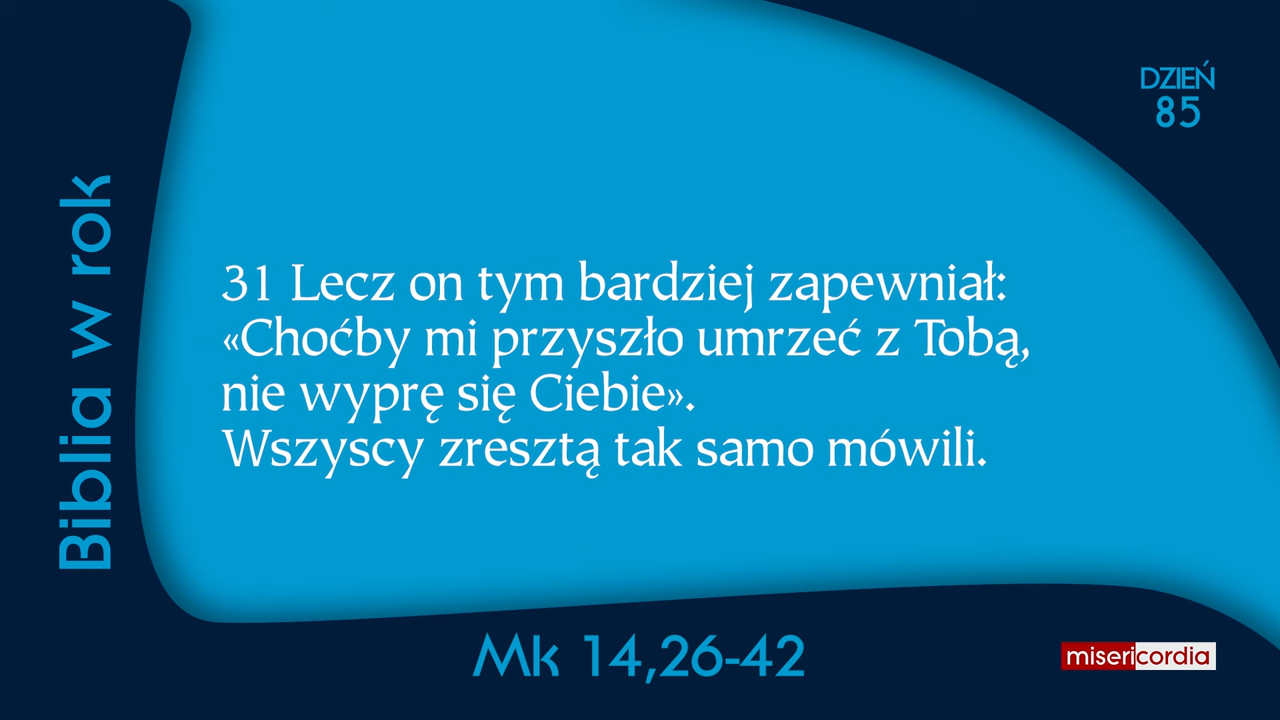 DZIEŃ
85
Biblia w rok
31 Lecz on tym bardziej zapewniał:
«Choćby mi przyszło umrzeć z Tobą,
nie wyprę się Ciebie».
Wszyscy zresztą tak samo mówili.
Mk 14,26-42
misericordia